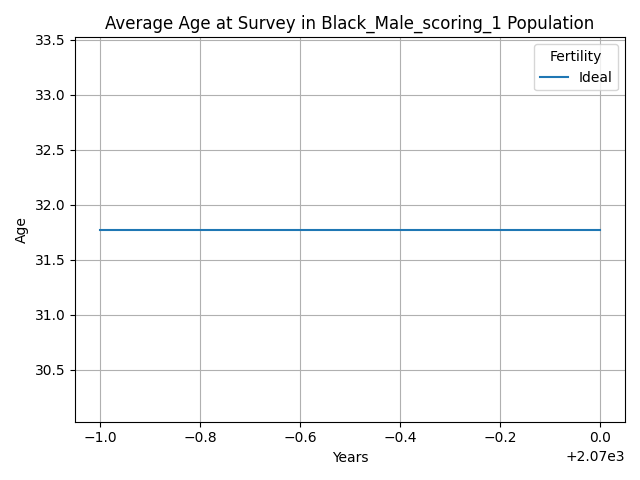 Average Age at Survey in Black_Male_scoring_1 Population
33.5
33.0
32.5
32.0
31.5
31.0
30.5
Age
Fertility
Ideal
−1.0 −0.8 −0.6 −0.4 −0.2 0.0
Years
+2.07e3